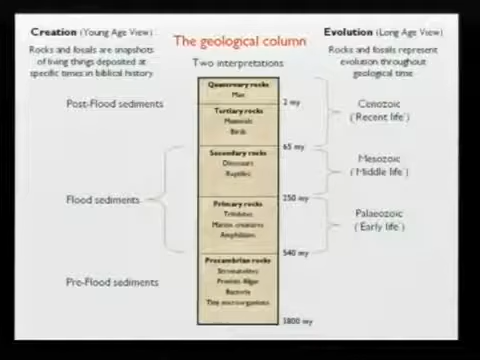 Creation (Young Age View)
Rocks and fossils are snapshots
of living things deposited at
specific times in biblical history
The geological column
Two interpretations
Evolution (Long Age View)
Rocks and fossils represent
evolution throughout
geological time
Post-Flood sediments
Flood sediments
Pre-Flood sediments
Quaternary rocks
Man
Tertiary rocks
Mammals
Birds
Secondary rocks
Dinosaurs
Reptiles
Primary rocks
Trilobites
Marine creatures
Amphibians
Precambrian rocks
Stromatolites
Protists Algae
Bacteria
Tiny microorganisms
2 my
65 my
250 my
540 my
3800 my
Cenozoic
('Recent life')
Mesozoic
('Middle life')
Palaeozoic
('Early life')